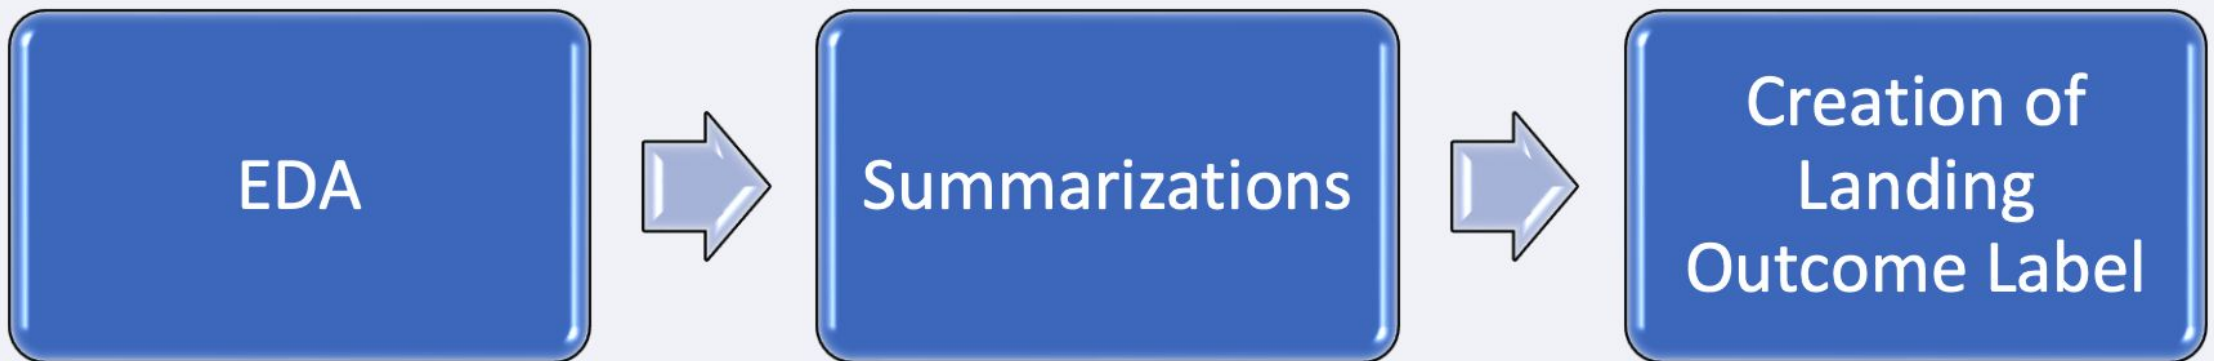 EDA
Summarizations
Creation of
Landing
Outcome Label